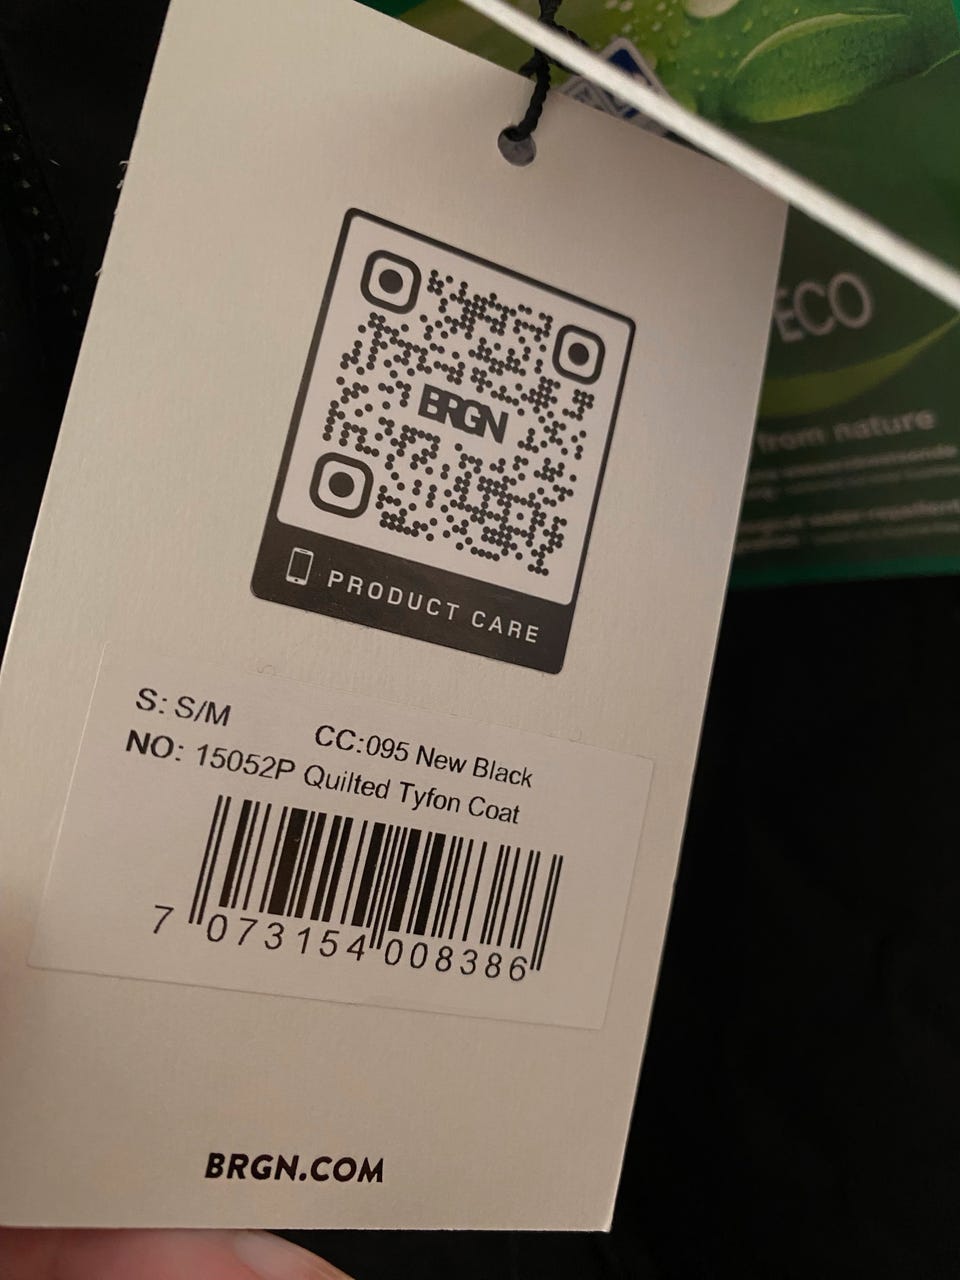 ECO
from nature
BRGN
PRODUCT CARE
S: S/M
CC:095 New Black
NO: 15052P Quilted Tyfon Coat
7 073154 008386
BRGN.COM